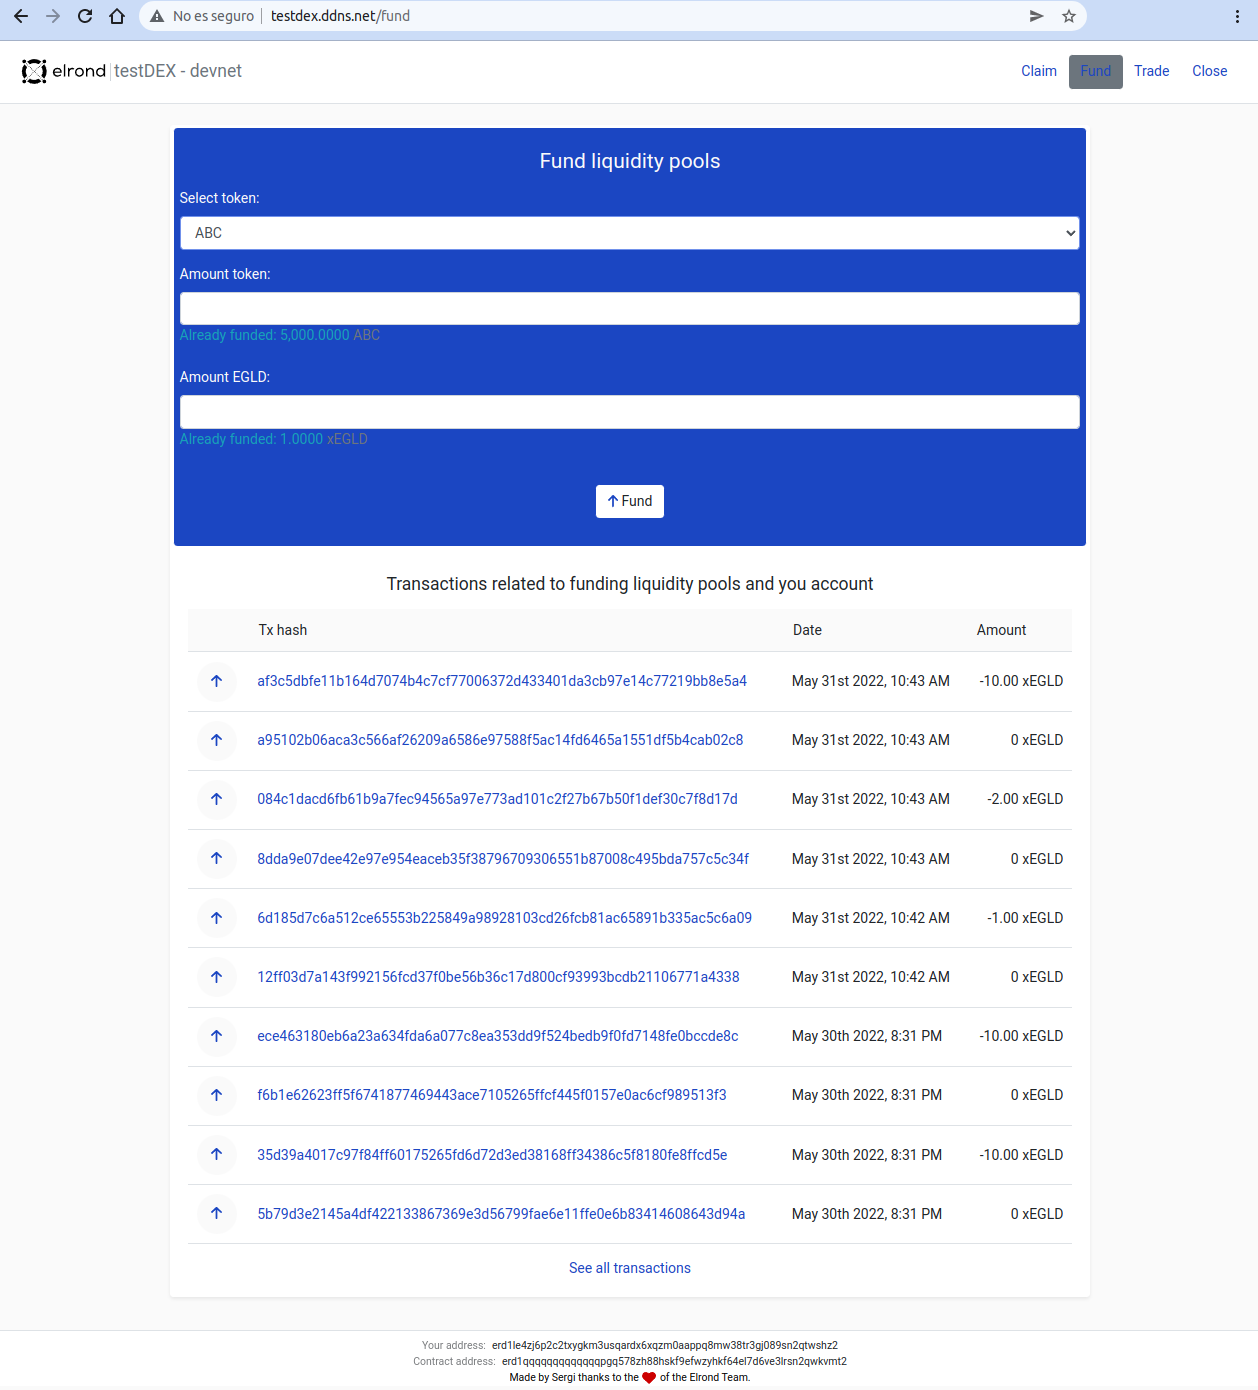 No es seguro testdex.ddns.net/fund
elrond testDEX - devnet Claim Fund Trade Close
Fund liquidity pools
Select token:
ABC
Amount token:
Already funded: 5,000.0000 ABC
Amount EGLD:
Already funded: 1.0000 xEGLD
Fund
Transactions related to funding liquidity pools and you account
Tx hash Date Amount
af3c5dbfe11b164d7074b4c7cf77006372d433401da3cb97e14c77219bb8e5a4 May 31st 2022, 10:43 AM -10.00 xEGLD
a95102b06aca3c566af26209a6586e97588f5ac14fd6465a1551df5b4cab02c8 May 31st 2022, 10:43 AM 0 xEGLD
084c1dacd6fb61b9a7fec94565a97e773ad101c2f27b67b50f1def30c7f8d17d May 31st 2022, 10:43 AM -2.00 xEGLD
8dda9e07dee42e97e954eaceb35f38796709306551b87008c495bda757c5c34f May 31st 2022, 10:43 AM 0 xEGLD
6d185d7c6a512ce65553b225849a98928103cd26fcb81ac65891b335ac5c6a09 May 31st 2022, 10:42 AM -1.00 xEGLD
12ff03d7a143f992156fcd37f0be56b36c17d800cf93993bcdb21106771a4338 May 31st 2022, 10:42 AM 0 xEGLD
ece463180eb6a23a634fda6a077c8ea353dd9f524bedb9f0fd7148fe0bccde8c May 30th 2022, 8:31 PM -10.00 xEGLD
f6b1e62623ff5f6741877469443ace7105265ffcf445f0157e0ac6cf989513f3 May 30th 2022, 8:31 PM 0 xEGLD
35d39a4017c97f84ff60175265fd6d72d3ed38168ff34386c5f8180fe8ffcd5e May 30th 2022, 8:31 PM -10.00 xEGLD
5b79d3e2145a4df422133867369e3d56799fae6e11ffe0e6b83414608643d94a May 30th 2022, 8:31 PM 0 xEGLD
See all transactions
Your address: erd1le4zj6p2c2txygkm3usqardx6xqzm0aappq8mw38tr3gj089sn2qtwshz2
Contract address: erd1qqqqqqqqqqqqqpgq578zh88hskf9efwzyhkf64el7d6ve3lrsn2qwkvmt2
Made by Sergi thanks to the of the Elrond Team.